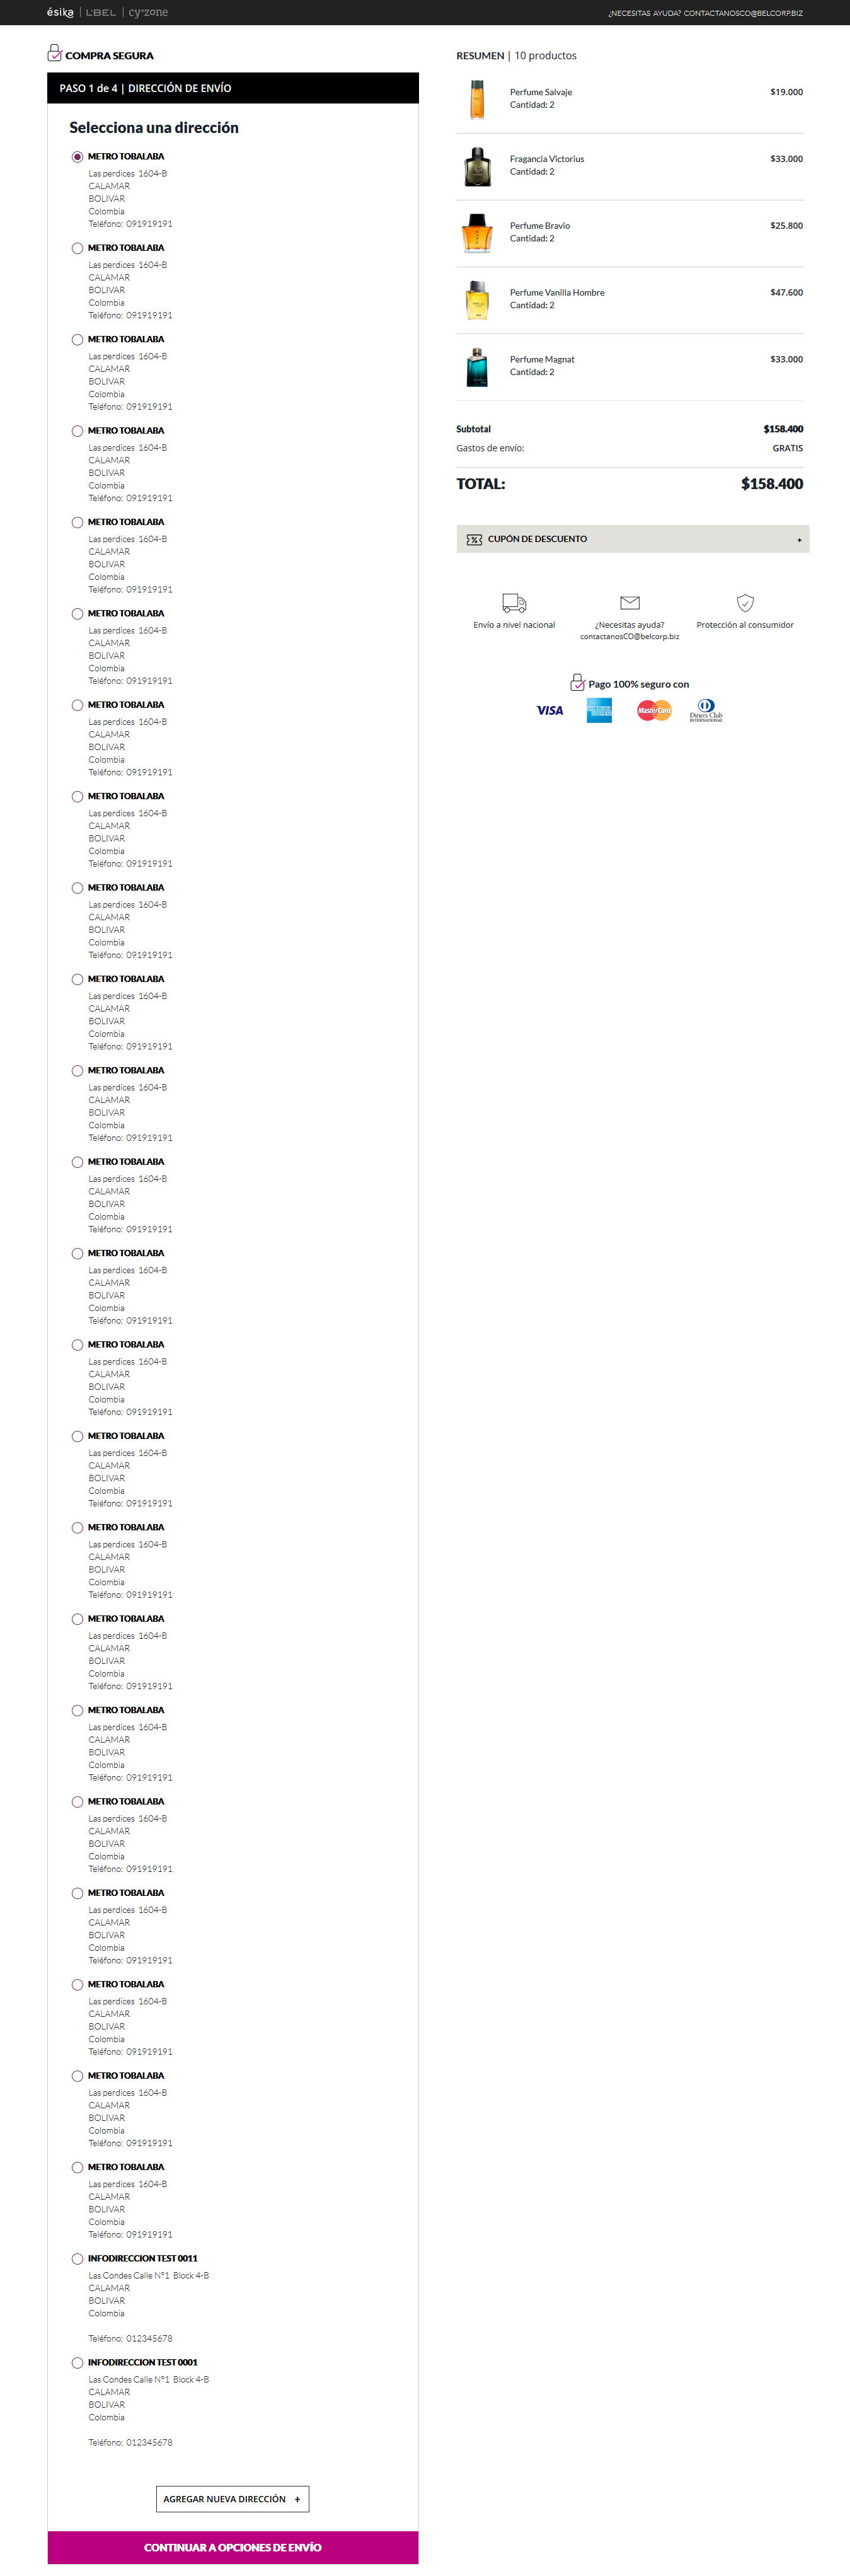 ésika | L'BEL | cy°zone
¿NECESITAS AYUDA? CONTACTANOSCO@BELCORP.BIZ
COMPRA SEGURA
PASO 1 de 4 | DIRECCIÓN DE ENVÍO
Selecciona una dirección
METRO TOBALABA
Las perdices 1604-B
CALAMAR
BOLIVAR
Colombia
Teléfono: 091919191
METRO TOBALABA
Las perdices 1604-B
CALAMAR
BOLIVAR
Colombia
Teléfono: 091919191
METRO TOBALABA
Las perdices 1604-B
CALAMAR
BOLIVAR
Colombia
Teléfono: 091919191
METRO TOBALABA
Las perdices 1604-B
CALAMAR
BOLIVAR
Colombia
Teléfono: 091919191
METRO TOBALABA
Las perdices 1604-B
CALAMAR
BOLIVAR
Colombia
Teléfono: 091919191
METRO TOBALABA
Las perdices 1604-B
CALAMAR
BOLIVAR
Colombia
Teléfono: 091919191
METRO TOBALABA
Las perdices 1604-B
CALAMAR
BOLIVAR
Colombia
Teléfono: 091919191
METRO TOBALABA
Las perdices 1604-B
CALAMAR
BOLIVAR
Colombia
Teléfono: 091919191
METRO TOBALABA
Las perdices 1604-B
CALAMAR
BOLIVAR
Colombia
Teléfono: 091919191
METRO TOBALABA
Las perdices 1604-B
CALAMAR
BOLIVAR
Colombia
Teléfono: 091919191
METRO TOBALABA
Las perdices 1604-B
CALAMAR
BOLIVAR
Colombia
Teléfono: 091919191
METRO TOBALABA
Las perdices 1604-B
CALAMAR
BOLIVAR
Colombia
Teléfono: 091919191
METRO TOBALABA
Las perdices 1604-B
CALAMAR
BOLIVAR
Colombia
Teléfono: 091919191
METRO TOBALABA
Las perdices 1604-B
CALAMAR
BOLIVAR
Colombia
Teléfono: 091919191
METRO TOBALABA
Las perdices 1604-B
CALAMAR
BOLIVAR
Colombia
Teléfono: 091919191
METRO TOBALABA
Las perdices 1604-B
CALAMAR
BOLIVAR
Colombia
Teléfono: 091919191
METRO TOBALABA
Las perdices 1604-B
CALAMAR
BOLIVAR
Colombia
Teléfono: 091919191
METRO TOBALABA
Las perdices 1604-B
CALAMAR
BOLIVAR
Colombia
Teléfono: 091919191
METRO TOBALABA
Las perdices 1604-B
CALAMAR
BOLIVAR
Colombia
Teléfono: 091919191
METRO TOBALABA
Las perdices 1604-B
CALAMAR
BOLIVAR
Colombia
Teléfono: 091919191
METRO TOBALABA
Las perdices 1604-B
CALAMAR
BOLIVAR
Colombia
Teléfono: 091919191
METRO TOBALABA
Las perdices 1604-B
CALAMAR
BOLIVAR
Colombia
Teléfono: 091919191
METRO TOBALABA
Las perdices 1604-B
CALAMAR
BOLIVAR
Colombia
Teléfono: 091919191
INFODIRECCION TEST 0011
Las Condes Calle N°1 Block 4-B
CALAMAR
BOLIVAR
Colombia
Teléfono: 012345678
INFODIRECCION TEST 0001
Las Condes Calle N°1 Block 4-B
CALAMAR
BOLIVAR
Colombia
Teléfono: 012345678
AGREGAR NUEVA DIRECCIÓN +
CONTINUAR A OPCIONES DE ENVÍO
RESUMEN | 10 productos
Perfume Salvaje $19.000
Cantidad: 2
Fragancia Victorius $33.000
Cantidad: 2
Perfume Bravio $25.800
Cantidad: 2
Perfume Vanilla Hombre $47.600
Cantidad: 2
Perfume Magnat $33.000
Cantidad: 2
Subtotal $158.400
Gastos de envío: GRATIS
TOTAL: $158.400
% CUPÓN DE DESCUENTO +
Envío a nivel nacional
¿Necesitas ayuda?
contactanosCO@belcorp.biz
Protección al consumidor
Pago 100% seguro con
VISA
AMERICAN EXPRESS
MasterCard
Diners Club
INTERNATIONAL